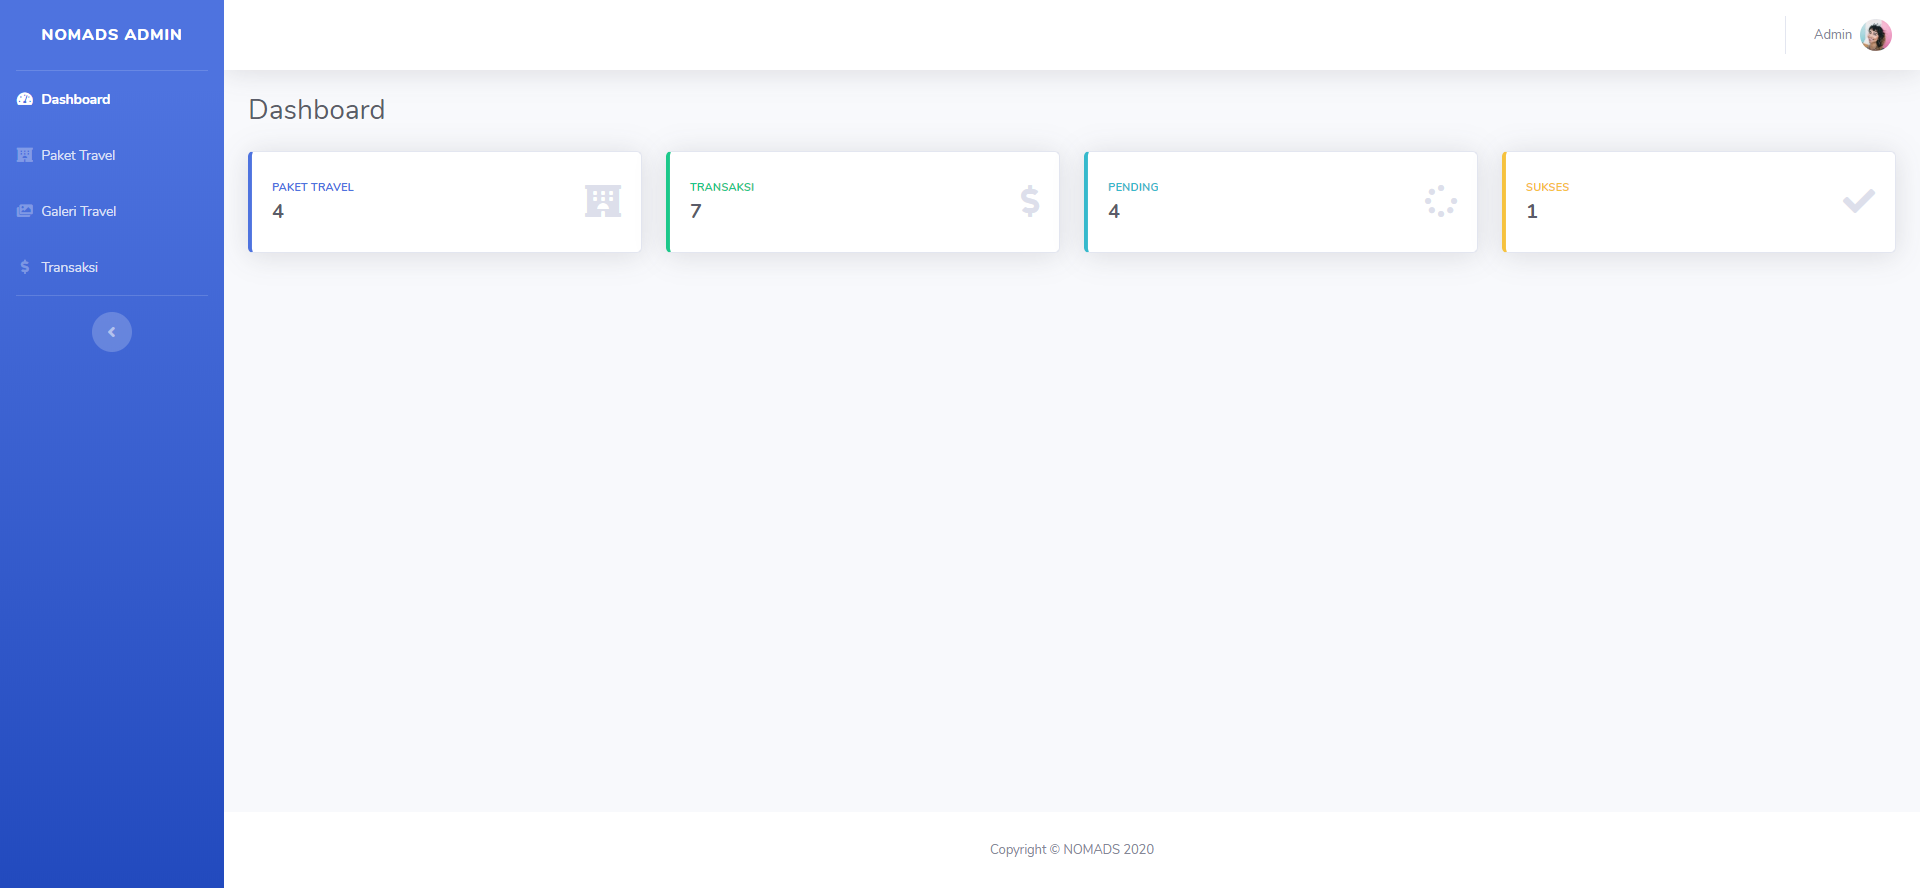 NOMADS ADMIN
Dashboard
Paket Travel
Galeri Travel
Transaksi
Admin
Dashboard
PAKET TRAVEL
4
TRANSAKSI
7
PENDING
4
SUKSES
1
Copyright © NOMADS 2020